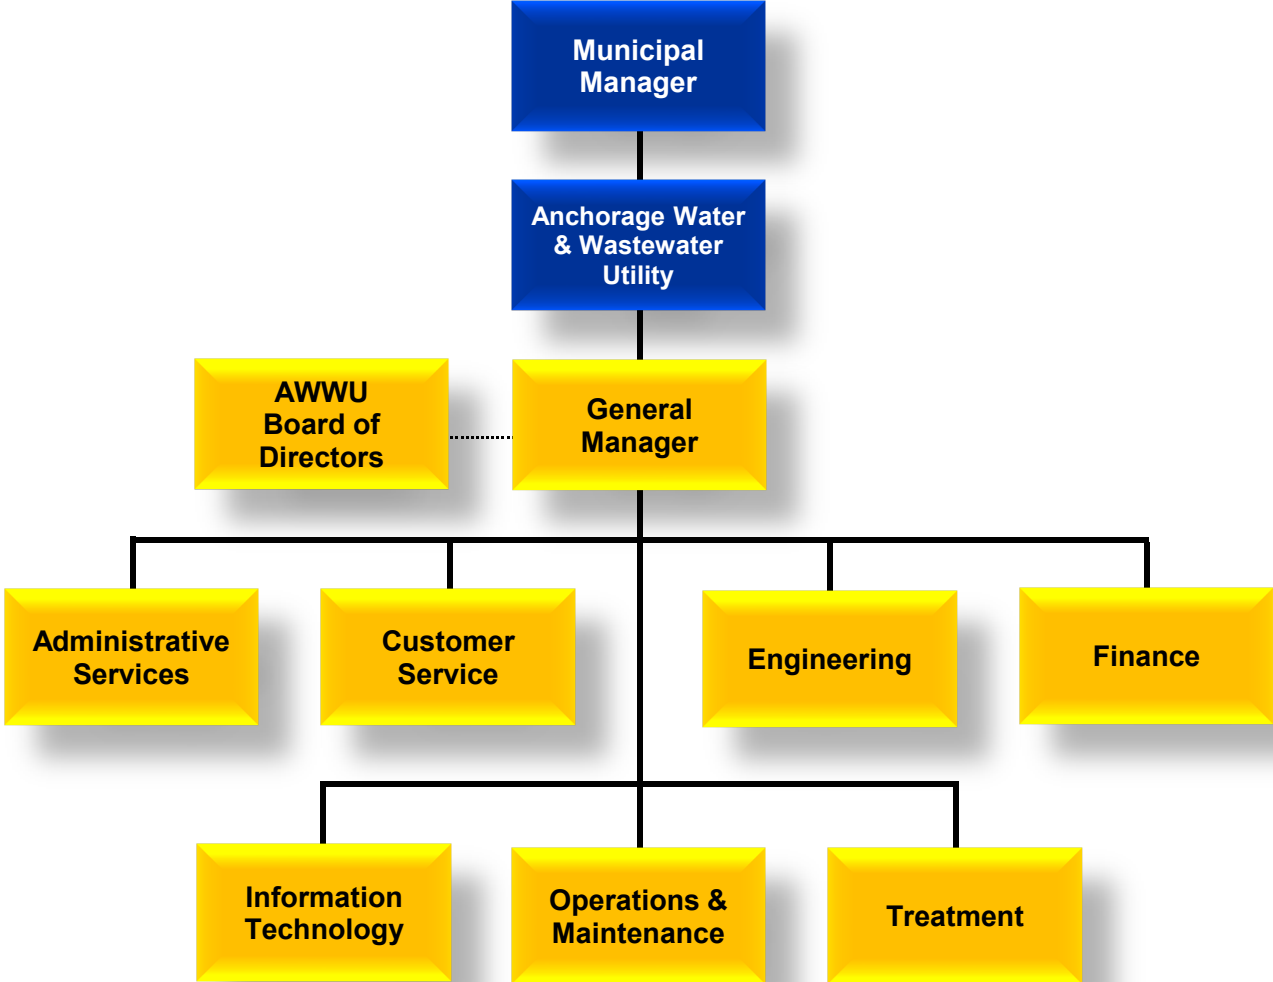 Municipal
Manager
Anchorage Water
& Wastewater
Utility
AWWU
Board of
Directors
General
Manager
Administrative
Services
Customer
Service
Engineering
Finance
Information
Technology
Operations &
Maintenance
Treatment